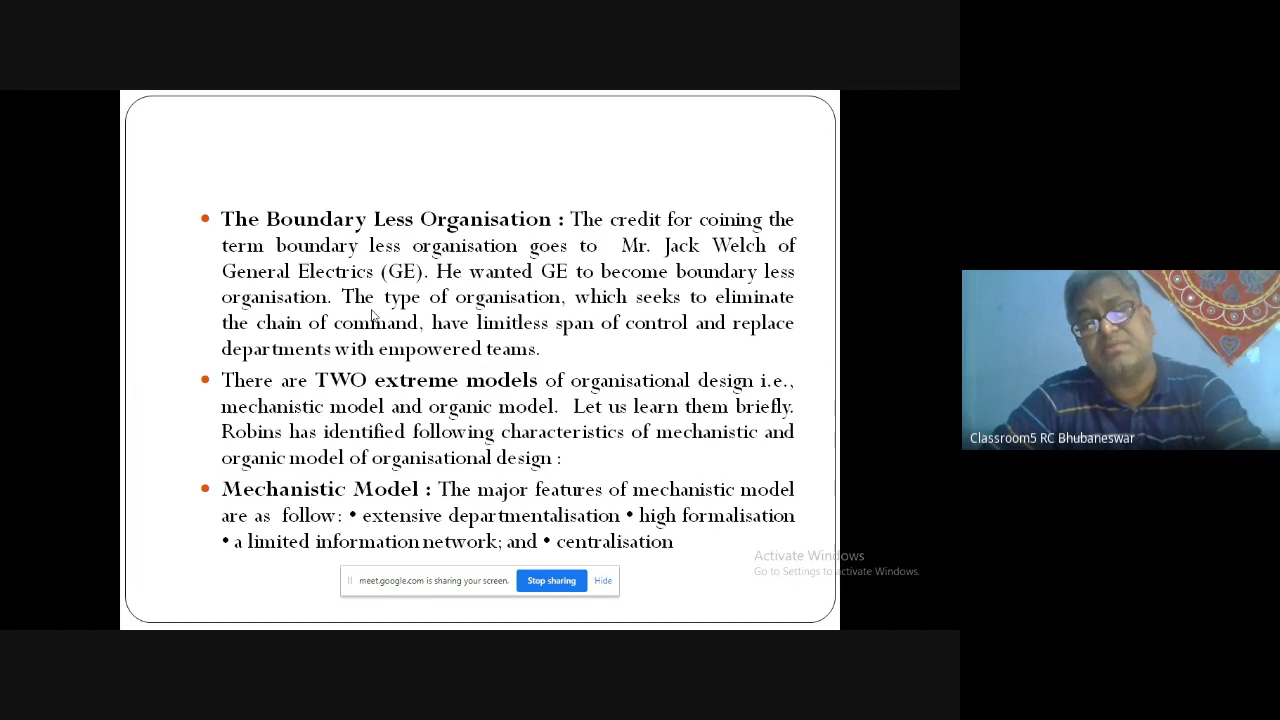 • The Boundary Less Organisation : The credit for coining the
term boundary less organisation goes to Mr. Jack Welch of
General Electrics (GE). He wanted GE to become boundary less
organisation. The type of organisation, which seeks to eliminate
the chain of command, have limitless span of control and replace
departments with empowered teams.
• There are TWO extreme models of organisational design i.e.,
mechanistic model and organic model. Let us learn them briefly.
Robins has identified following characteristics of mechanistic and
organic model of organisational design :
• Mechanistic Model : The major features of mechanistic model
are as follow: • extensive departmentalisation • high formalisation
• a limited information network; and • centralisation
meet.google.com is sharing your screen. Stop sharing Hide
Activate Windows
Go to Settings to activate Windows.
Classroom5 RC Bhubaneswar